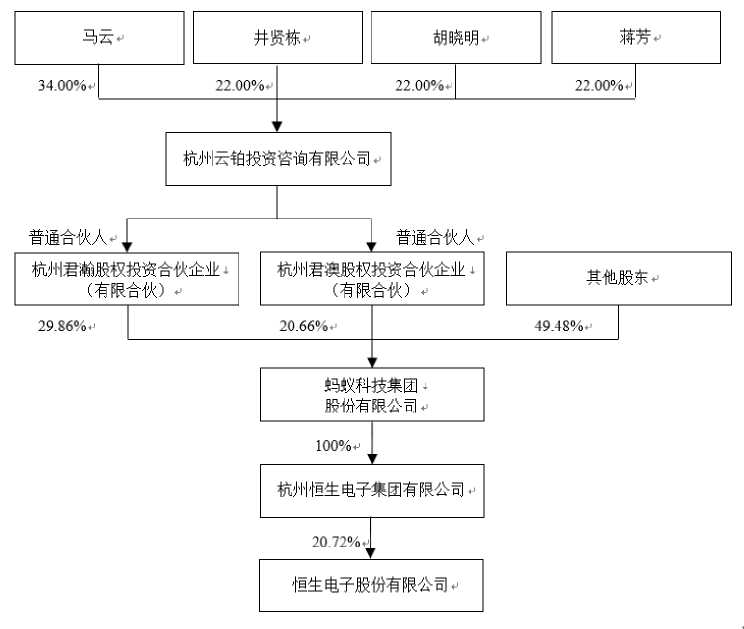 马云
井贤栋
胡晓明
蒋芳
34.00%
22.00%
22.00%
22.00%
杭州云铂投资咨询有限公司
普通合伙人
普通合伙人
杭州君瀚股权投资合伙企业
（有限合伙）
杭州君澳股权投资合伙企业
（有限合伙）
其他股东
29.86%
20.66%
49.48%
蚂蚁科技集团
股份有限公司
100%
杭州恒生电子集团有限公司
20.72%
恒生电子股份有限公司